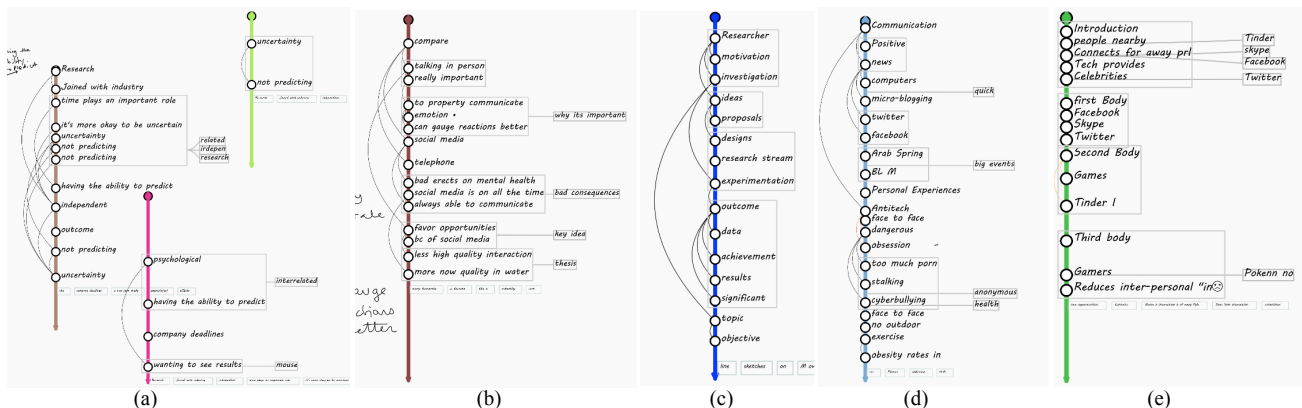 Research
Joined with industry
time plays an important role
it's more okay to be uncertain
uncertainty
not predicting
not predicting
related
irdepen
research
having the ability to predict
independent
outcome
not predicting
uncertainty
uncertainty
not predicting
psychological
interrelated
having the ability to predict
company deadlines
wanting to see results
mouse
(a)
compare
talking in person
really important
to property communicate
emotion •
can gauge reactions better
why its important
social media
telephone
bad erects on mental health
social media is on all the time
always able to communicate
bad consequences
favor opportunities
bc of social media
key idea
less high quality interaction
more now quality in water
thesis
(b)
Researcher
motivation
investigation
ideas
proposals
designs
research stream
experimentation
outcome
data
achievement
results
significant
topic
objective
line sketches on M
(c)
Communication
Positive
news
computers
quick
micro-blogging
twitter
facebook
Arab Spring
BL M
big events
Personal Experiences
Antitech
face to face
dangerous
obsession
too much porn
stalking
anonymous
cyberbullying
health
face to face
no outdoor
exercise
obesity rates in
(d)
Introduction
people nearby
Connects for away prl
Tech provides
Celebrities
Tinder
skype
Facebook
Twitter
first Body
Facebook
Skype
Twitter
Second Body
Games
Tinder I
Third body
Gamers
Pokenn no
Reduces inter-personal "in☹
(e)